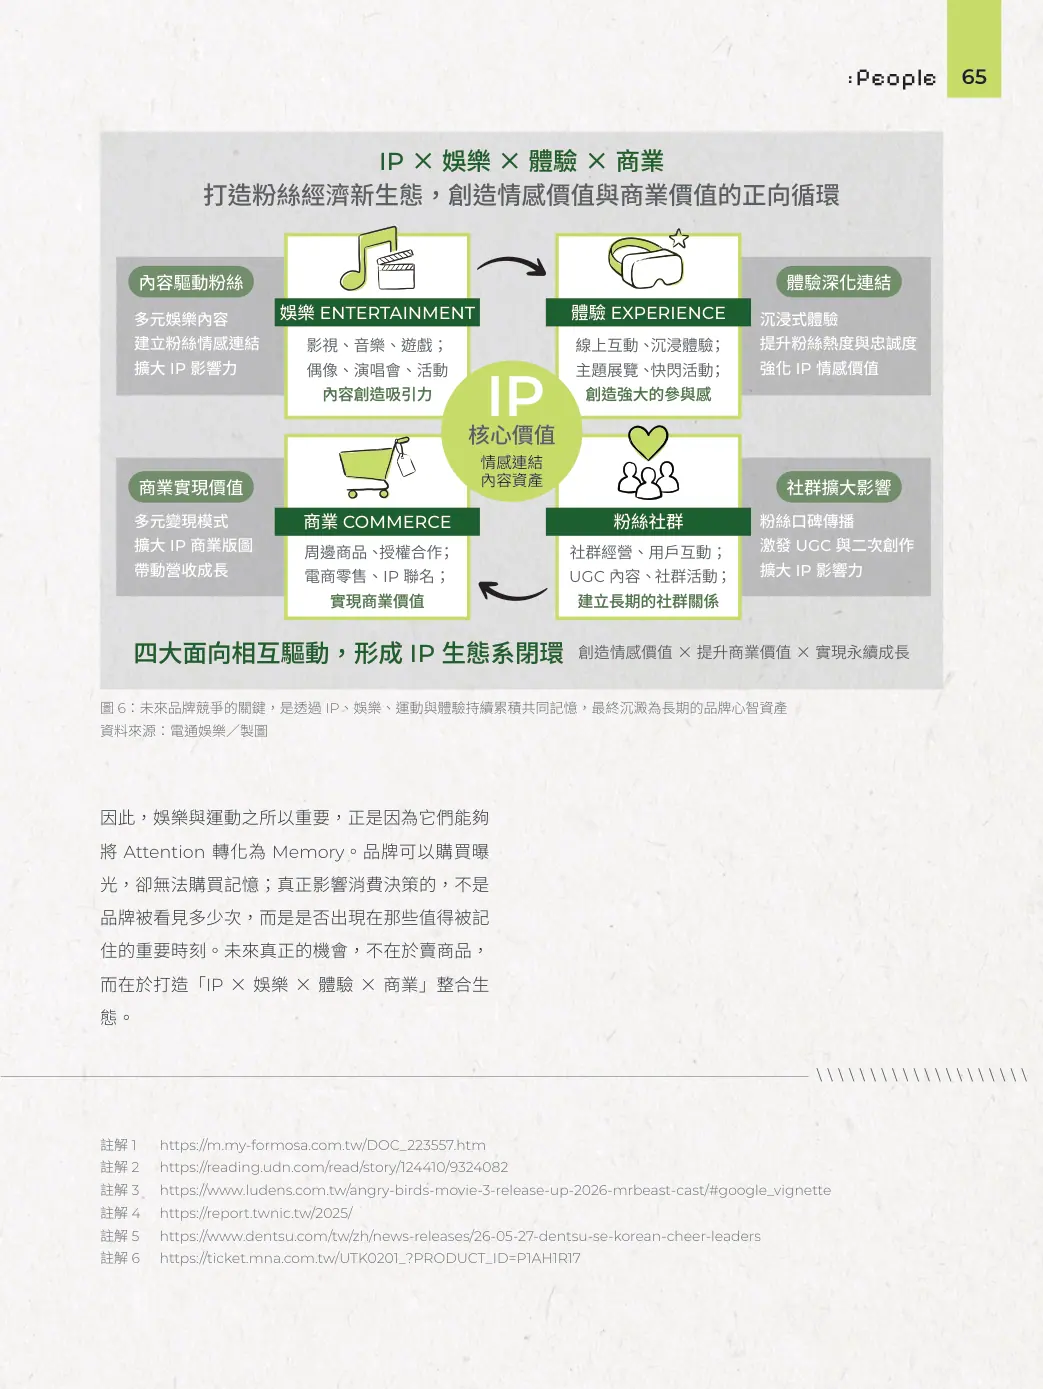 :People
65
IP × 娛樂 × 體驗 × 商業
打造粉絲經濟新生態，創造情感價值與商業價值的正向循環
內容驅動粉絲
多元娛樂內容
建立粉絲情感連結
擴大 IP 影響力
娛樂 ENTERTAINMENT
影視、音樂、遊戲；
偶像、演唱會、活動
內容創造吸引力
體驗 EXPERIENCE
線上互動、沉浸體驗；
主題展覽、快閃活動；
創造強大的參與感
體驗深化連結
沉浸式體驗
提升粉絲熱度與忠誠度
強化 IP 情感價值
IP
核心價值
情感連結
內容資產
商業實現價值
多元變現模式
擴大 IP 商業版圖
帶動營收成長
商業 COMMERCE
周邊商品、授權合作；
電商零售、IP 聯名；
實現商業價值
粉絲社群
社群經營、用戶互動；
UGC 內容、社群活動；
建立長期的社群關係
社群擴大影響
粉絲口碑傳播
激發 UGC 與二次創作
擴大 IP 影響力
四大面向相互驅動，形成 IP 生態系閉環 創造情感價值 × 提升商業價值 × 實現永續成長
圖 6：未來品牌競爭的關鍵，是透過 IP、娛樂、運動與體驗持續累積共同記憶，最終沉澱為長期的品牌心智資產
資料來源：電通娛樂／製圖
因此，娛樂與運動之所以重要，正是因為它們能夠
將 Attention 轉化為 Memory。品牌可以購買曝
光，卻無法購買記憶；真正影響消費決策的，不是
品牌被看見多少次，而是是否出現在那些值得被記
住的重要時刻。未來真正的機會，不在於賣商品，
而在於打造「IP × 娛樂 × 體驗 × 商業」整合生
態。
註解 1 https://m.my-formosa.com.tw/DOC_223557.htm
註解 2 https://reading.udn.com/read/story/124410/9324082
註解 3 https://www.ludens.com.tw/angry-birds-movie-3-release-up-2026-mrbeast-cast/#google_vignette
註解 4 https://report.twnic.tw/2025/
註解 5 https://www.dentsu.com/tw/zh/news-releases/26-05-27-dentsu-se-korean-cheer-leaders
註解 6 https://ticket.mna.com.tw/UTK0201_?PRODUCT_ID=P1AH1R17